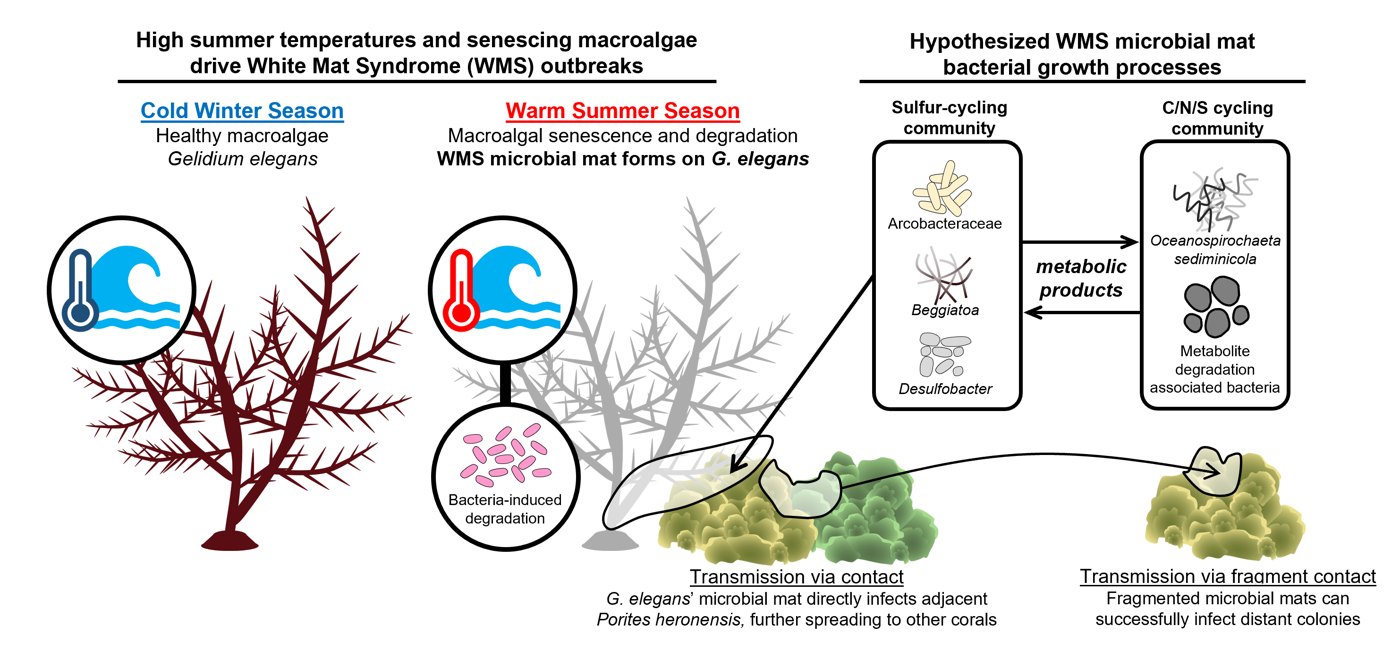 High summer temperatures and senescing macroalgae
drive White Mat Syndrome (WMS) outbreaks
Cold Winter Season
Healthy macroalgae
Gelidium elegans
Warm Summer Season
Macroalgal senescence and degradation
WMS microbial mat forms on G. elegans
Bacteria-induced
degradation
Hypothesized WMS microbial mat
bacterial growth processes
Sulfur-cycling
community
Arcobacteraceae
Beggiatoa
Desulfobacter
metabolic
products
C/N/S cycling
community
Oceanospirochaeta
sediminicola
Metabolite
degradation
associated bacteria
Transmission via contact
G. elegans' microbial mat directly infects adjacent
Porites heronensis, further spreading to other corals
Transmission via fragment contact
Fragmented microbial mats can
successfully infect distant colonies